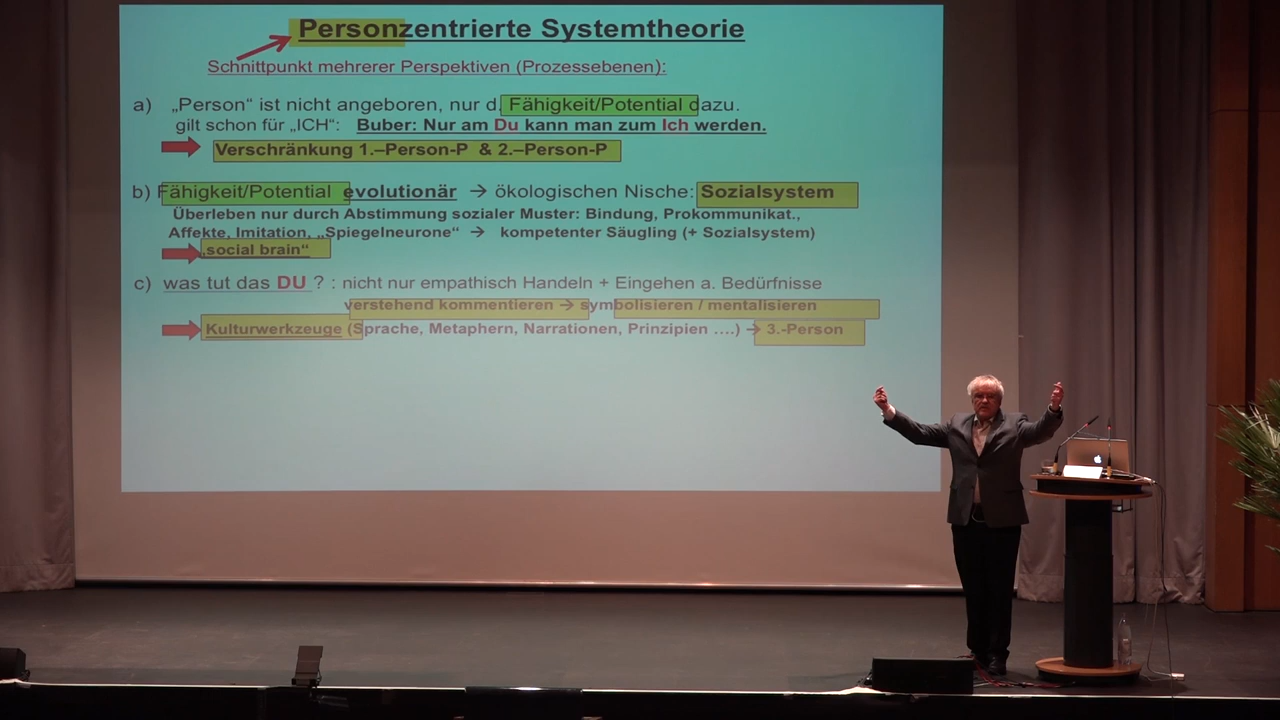 Personzentrierte Systemtheorie
Schnittpunkt mehrerer Perspektiven (Prozessebenen):
a) „Person“ ist nicht angeboren, nur d. Fähigkeit/Potential dazu.
gilt schon für „ICH“: Buber: Nur am Du kann man zum Ich werden.
Verschränkung 1.–Person-P & 2.–Person-P
b) Fähigkeit/Potential evolutionär → ökologischen Nische: Sozialsystem
Überleben nur durch Abstimmung sozialer Muster: Bindung, Prokommunikat.,
Affekte, Imitation, „Spiegelneurone“ → kompetenter Säugling (+ Sozialsystem)
„social brain“
c) was tut das DU ? : nicht nur empathisch Handeln + Eingehen a. Bedürfnisse
verstehend kommentieren → symbolisieren / mentalisieren
Kulturwerkzeuge (Sprache, Metaphern, Narrationen, Prinzipien ….) → 3.-Person